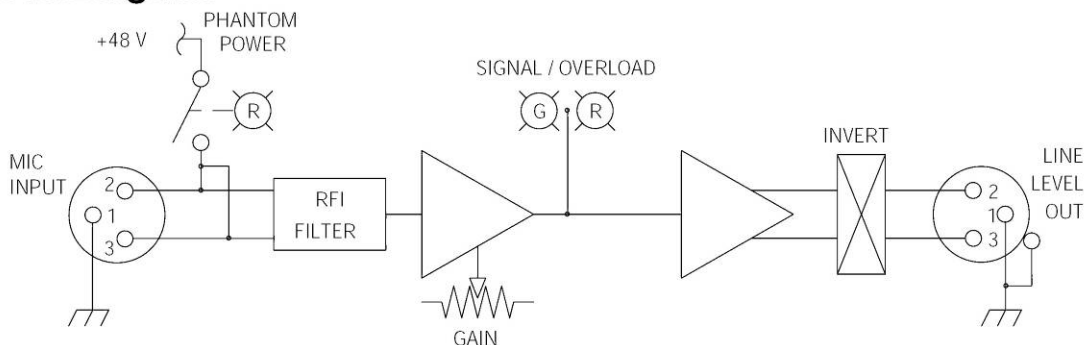 PHANTOM
POWER
+48 V
R
SIGNAL / OVERLOAD
G
R
INVERT
MIC
INPUT
2
1
3
RFI
FILTER
GAIN
LINE
LEVEL
OUT
2
1
3